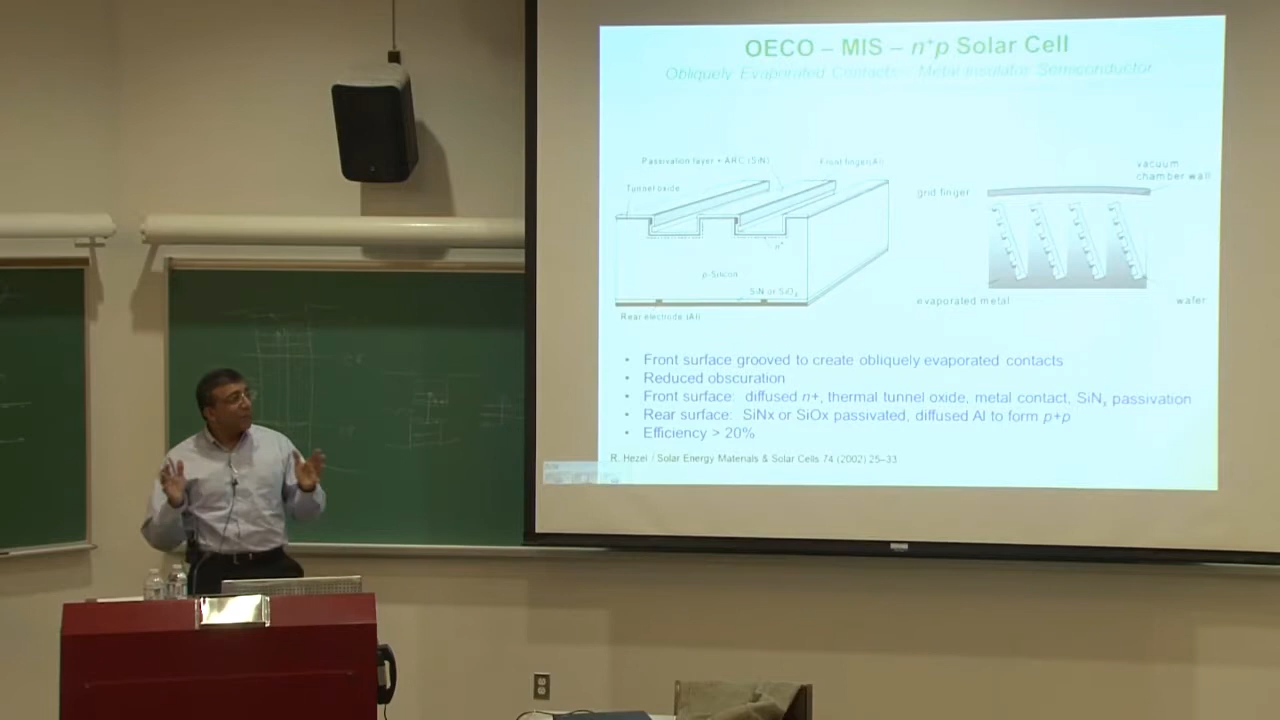 OECO – MIS – n⁺p Solar Cell
Obliquely Evaporated Contacts – Metal-Insulator Semiconductor
Passivation layer + ARC (SiN)
Front finger(Al)
Tunnel oxide
n⁺
p-Silicon
SiN or SiOₓ
Rear electrode (Al)
vacuum
chamber wall
grid finger
evaporated metal
wafer
• Front surface grooved to create obliquely evaporated contacts
• Reduced obscuration
• Front surface: diffused n+, thermal tunnel oxide, metal contact, SiNₓ passivation
• Rear surface: SiNx or SiOx passivated, diffused Al to form p+p
• Efficiency > 20%
R. Hezel / Solar Energy Materials & Solar Cells 74 (2002) 25–33